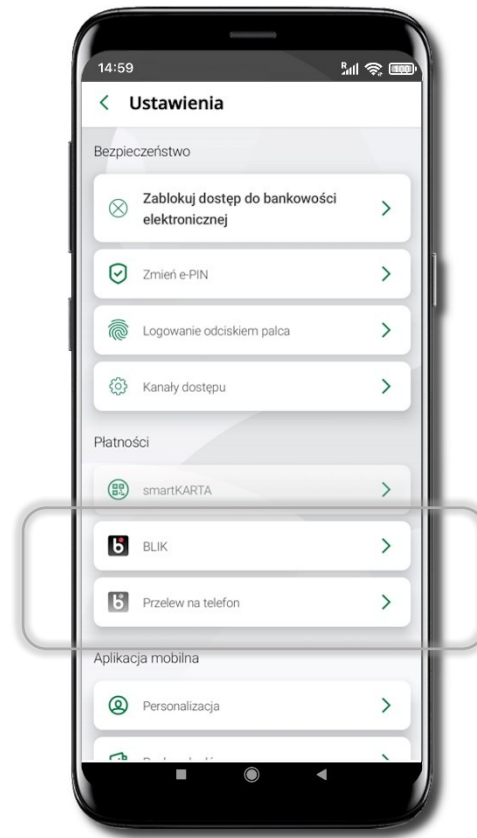 14:59
R
100
Ustawienia
Bezpieczeństwo
Zablokuj dostęp do bankowości
elektronicznej
Zmień e-PIN
Logowanie odciskiem palca
Kanały dostępu
Płatności
smartKARTA
BLIK
Przelew na telefon
Aplikacja mobilna
Personalizacja